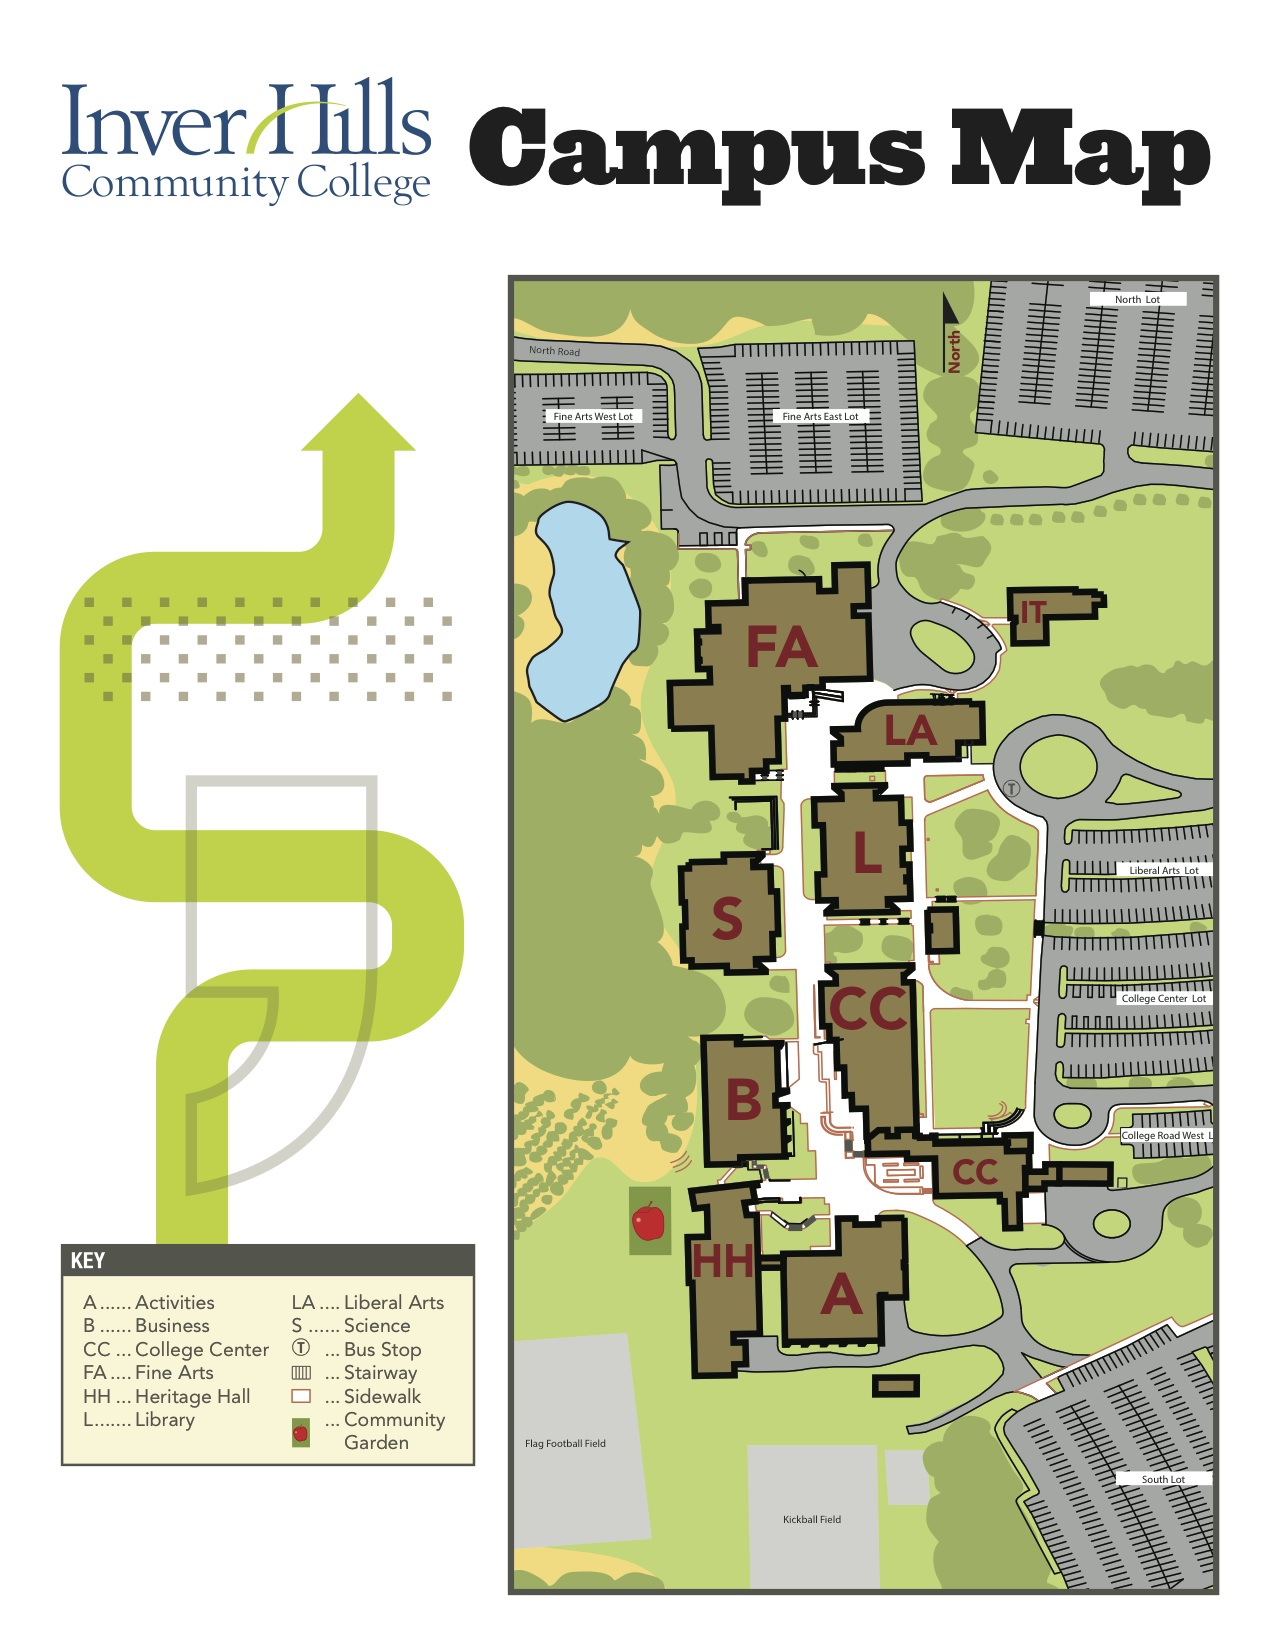 Inver Hills
Community College
Campus Map
North Lot
North
North Road
Fine Arts West Lot
Fine Arts East Lot
IT
FA
LA
T
L
Liberal Arts Lot
S
CC
College Center Lot
B
College Road West L
CC
HH
A
KEY
A ...... Activities
B ...... Business
CC ... College Center
FA .... Fine Arts
HH ... Heritage Hall
L....... Library
LA .... Liberal Arts
S ...... Science
T ... Bus Stop
... Stairway
... Sidewalk
... Community
Garden
Flag Football Field
South Lot
Kickball Field